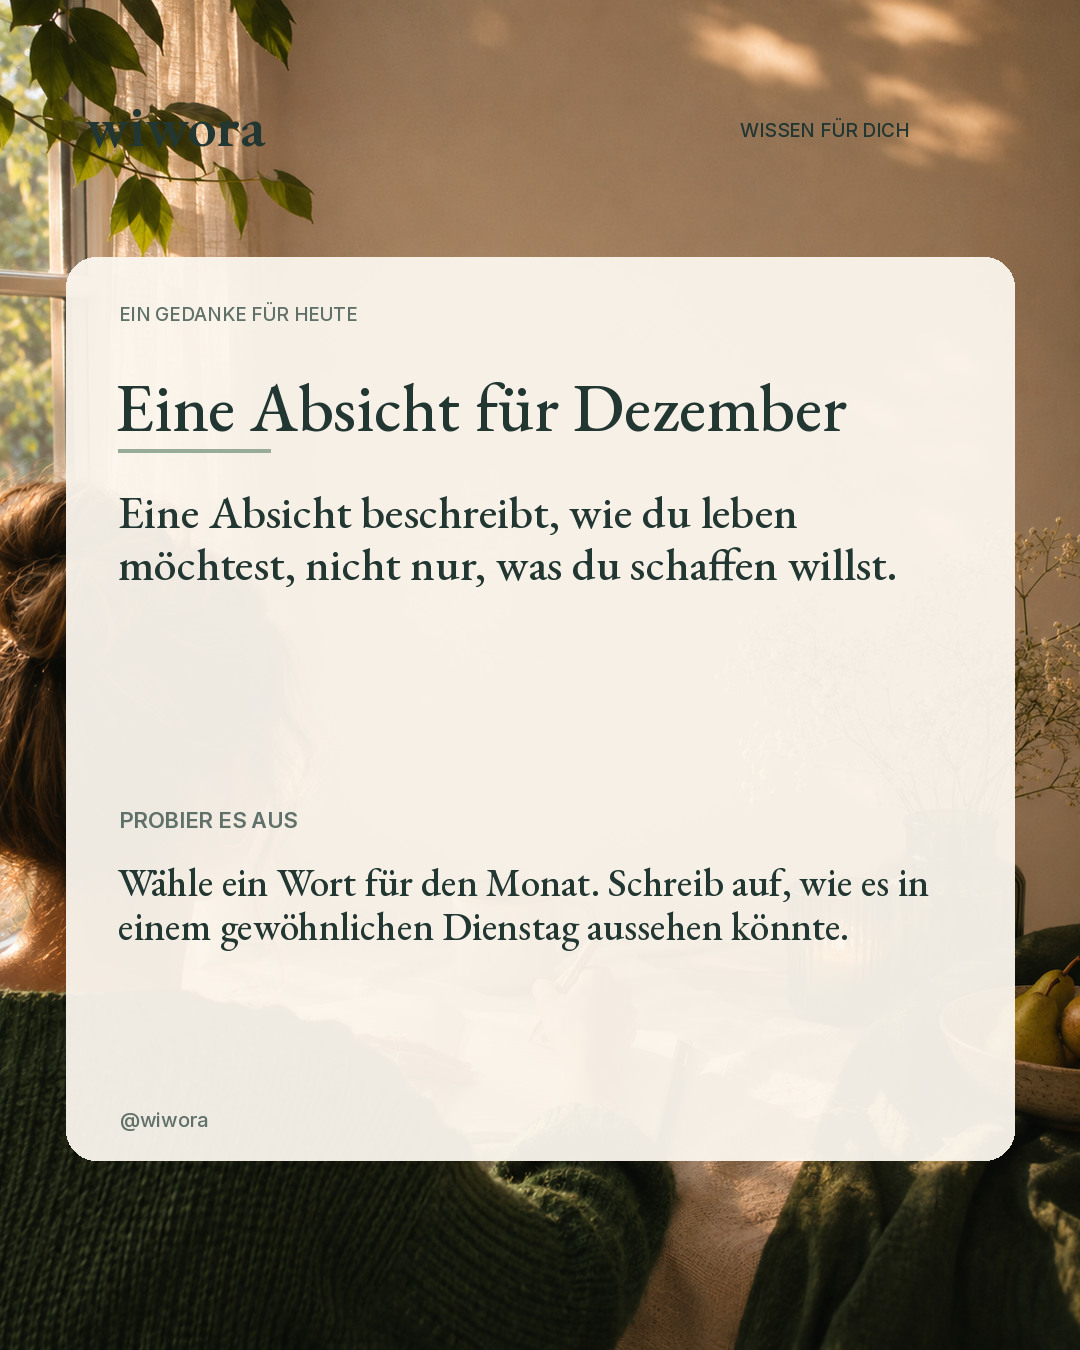 wiwora
WISSEN FÜR DICH
EIN GEDANKE FÜR HEUTE
Eine Absicht für Dezember
Eine Absicht beschreibt, wie du leben
möchtest, nicht nur, was du schaffen willst.
PROBIER ES AUS
Wähle ein Wort für den Monat. Schreib auf, wie es in
einem gewöhnlichen Dienstag aussehen könnte.
@wiwora